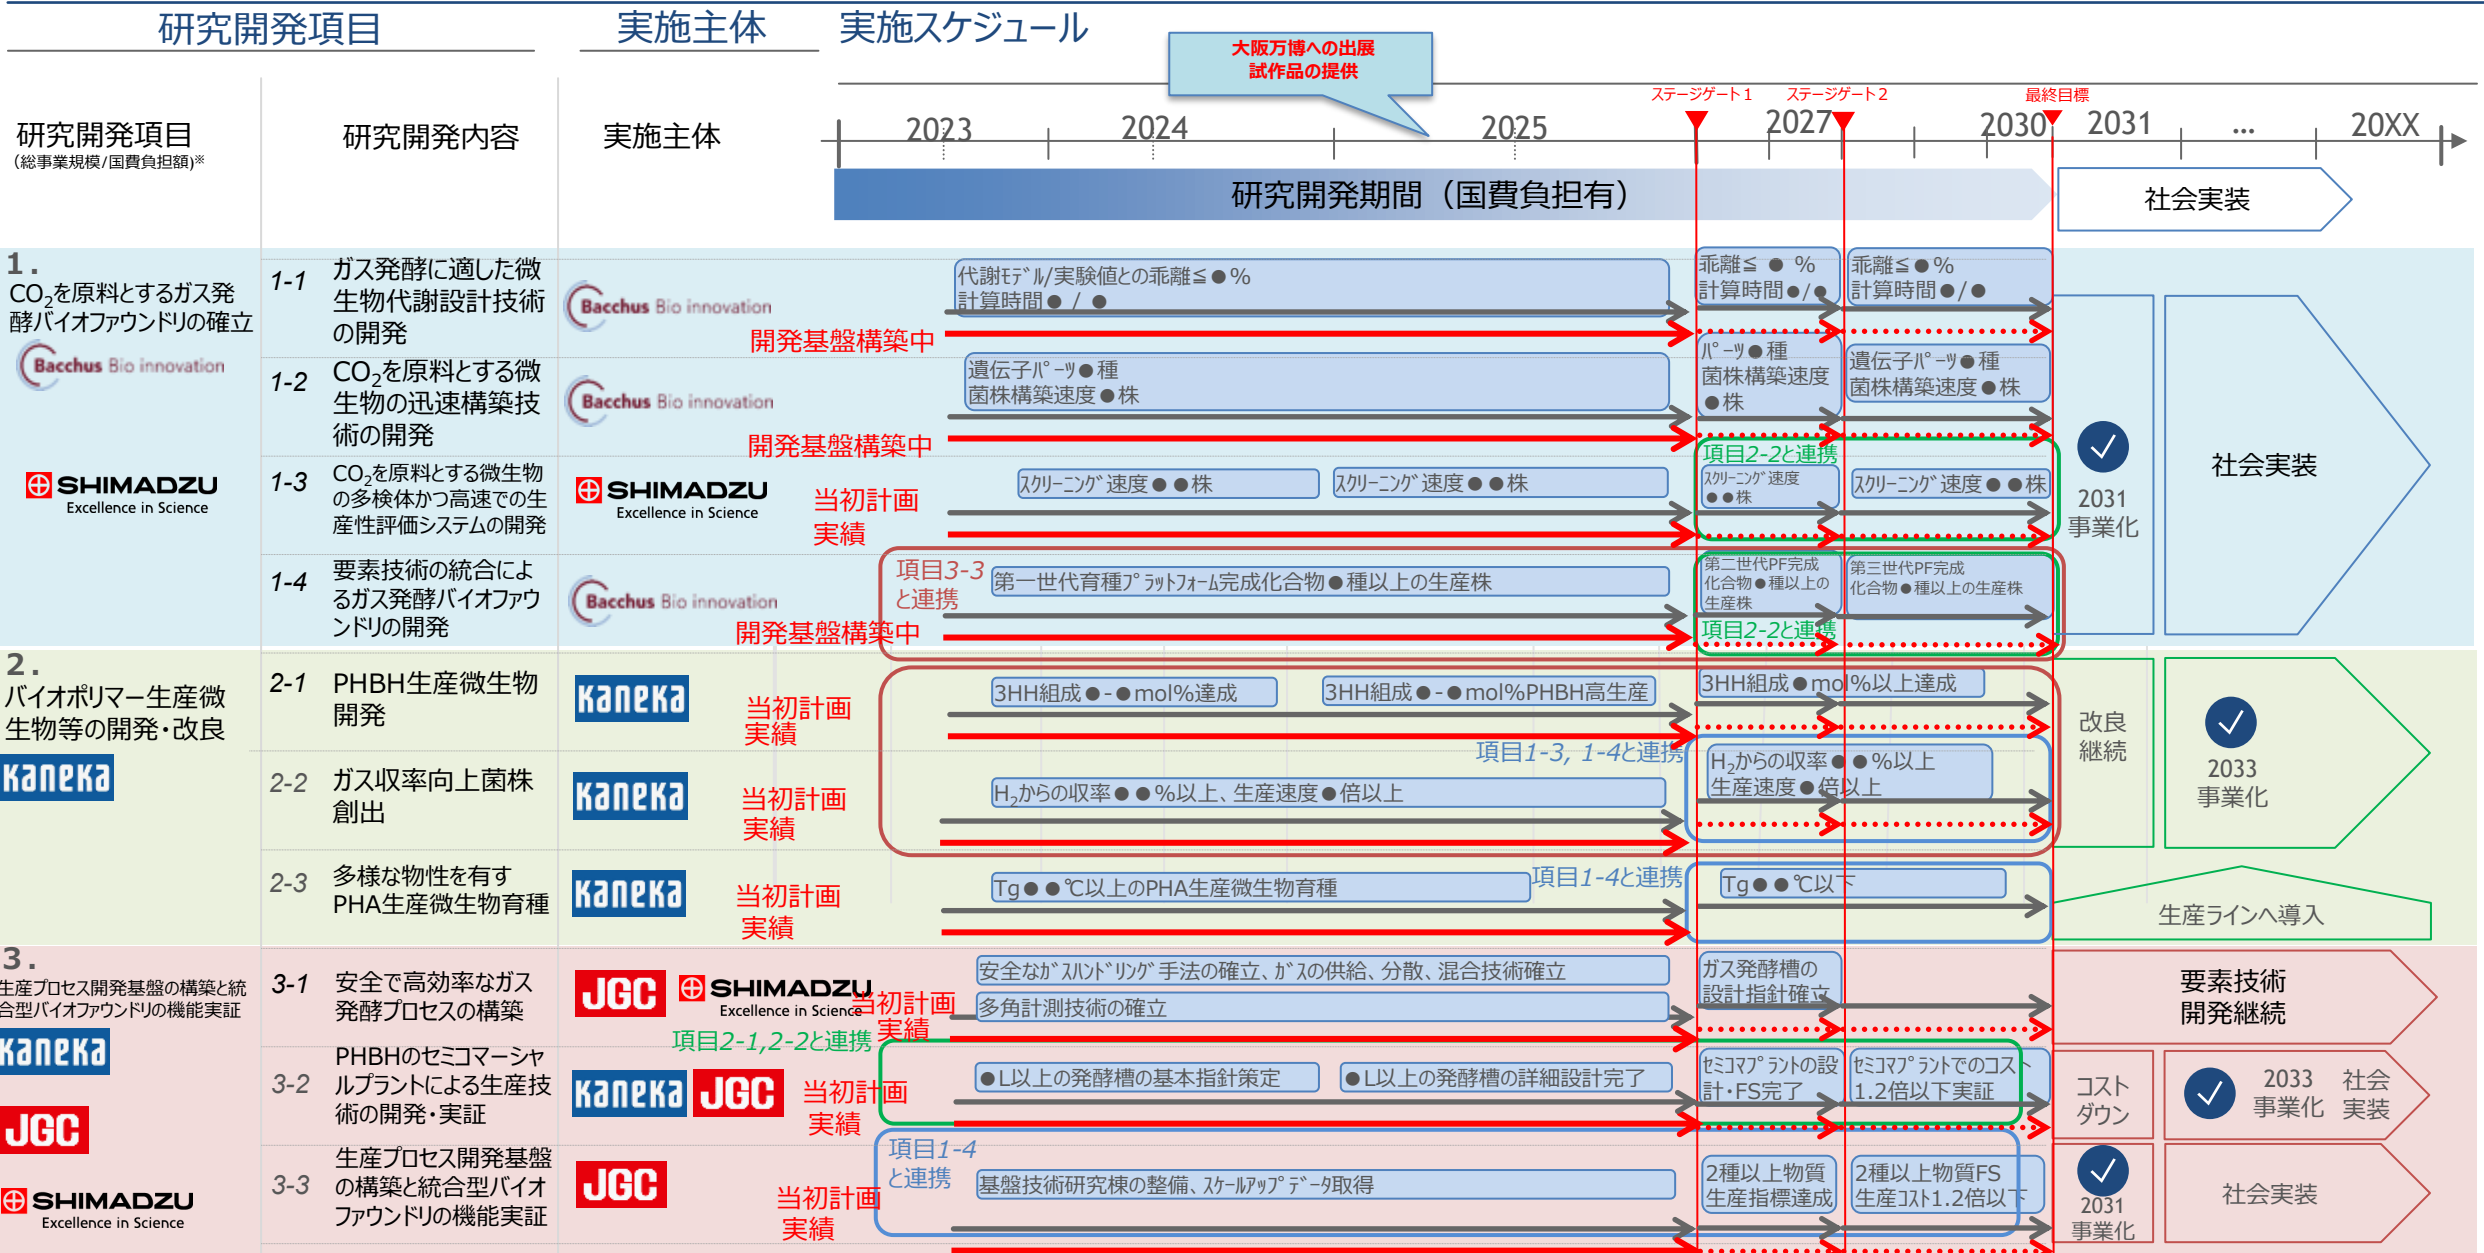 研究開発項目
実施主体
実施スケジュール
大阪万博への出展
試作品の提供
ステージゲート1
ステージゲート2
最終目標
研究開発項目
(総事業規模/国費負担額)※
研究開発内容
実施主体
2023
2024
2025
2027
2030
2031
...
20XX
研究開発期間（国費負担有）
社会実装
1.
CO₂を原料とするガス発
酵バイオファウンドリの確立
Bacchus Bio innovation
SHIMADZU
Excellence in Science
1-1
ガス発酵に適した微
生物代謝設計技術
の開発
Bacchus Bio innovation
開発基盤構築中
代謝ﾓﾃﾞﾙ/実験値との乖離≦●%
計算時間● / ●
乖離≦ ● %
計算時間●/●
乖離≦●%
計算時間●/●
1-2
CO₂を原料とする微
生物の迅速構築技
術の開発
Bacchus Bio innovation
開発基盤構築中
遺伝子ﾊﾟｰﾂ●種
菌株構築速度●株
ﾊﾟｰﾂ●種
菌株構築速度
●株
遺伝子ﾊﾟｰﾂ●種
菌株構築速度●株
1-3
CO₂を原料とする微生物
の多検体かつ高速での生
産性評価システムの開発
SHIMADZU
Excellence in Science
当初計画
実績
ｽｸﾘｰﾆﾝｸﾞ速度●●株
ｽｸﾘｰﾆﾝｸﾞ速度●●株
項目2-2と連携
ｽｸﾘｰﾆﾝｸﾞ速度
●●株
ｽｸﾘｰﾆﾝｸﾞ速度●●株
1-4
要素技術の統合によ
るガス発酵バイオファウ
ンドリの開発
Bacchus Bio innovation
開発基盤構築中
項目3-3
と連携
第一世代育種ﾌﾟﾗｯﾄﾌｫｰﾑ完成化合物●種以上の生産株
第二世代PF完成
化合物●種以上の
生産株
項目2-2と連携
第三世代PF完成
化合物●種以上の生産株
2031
事業化
社会実装
2.
バイオポリマー生産微
生物等の開発・改良
kaneka
2-1
PHBH生産微生物
開発
kaneka
当初計画
実績
3HH組成●-●mol%達成
3HH組成●-●mol%PHBH高生産
3HH組成●mol%以上達成
2-2
ガス収率向上菌株
創出
kaneka
当初計画
実績
項目1-3, 1-4と連携
H₂からの収率●●%以上、生産速度●倍以上
H₂からの収率●●%以上
生産速度●倍以上
改良
継続
2033
事業化
2-3
多様な物性を有す
PHA生産微生物育種
kaneka
当初計画
実績
Tg●●℃以上のPHA生産微生物育種
項目1-4と連携
Tg●●℃以下
生産ラインへ導入
3.
生産プロセス開発基盤の構築と統
合型バイオファウンドリの機能実証
kaneka
JGC
SHIMADZU
Excellence in Science
3-1
安全で高効率なガス
発酵プロセスの構築
JGC
SHIMADZU
Excellence in Science
当初計画
実績
安全なｶﾞｽﾊﾝﾄﾞﾘﾝｸﾞ手法の確立、ｶﾞｽの供給、分散、混合技術確立
多角計測技術の確立
ガス発酵槽の
設計指針確立
要素技術
開発継続
項目2-1,2-2と連携
3-2
PHBHのセミコマーシャ
ルプラントによる生産技
術の開発・実証
kaneka
JGC
当初計画
実績
●L以上の発酵槽の基本指針策定
●L以上の発酵槽の詳細設計完了
ｾﾐｺﾏﾌﾟﾗﾝﾄの設
計・FS完了
ｾﾐｺﾏﾌﾟﾗﾝﾄでのコスト
1.2倍以下実証
コスト
ダウン
2033
事業化
社会
実装
3-3
生産プロセス開発基盤
の構築と統合型バイオ
ファウンドリの機能実証
JGC
当初計画
実績
項目1-4
と連携
基盤技術研究棟の整備、ｽｹｰﾙｱｯﾌﾟﾃﾞｰﾀ取得
2種以上物質
生産指標達成
2種以上物質FS
生産ｺｽﾄ1.2倍以下
2031
事業化
社会実装